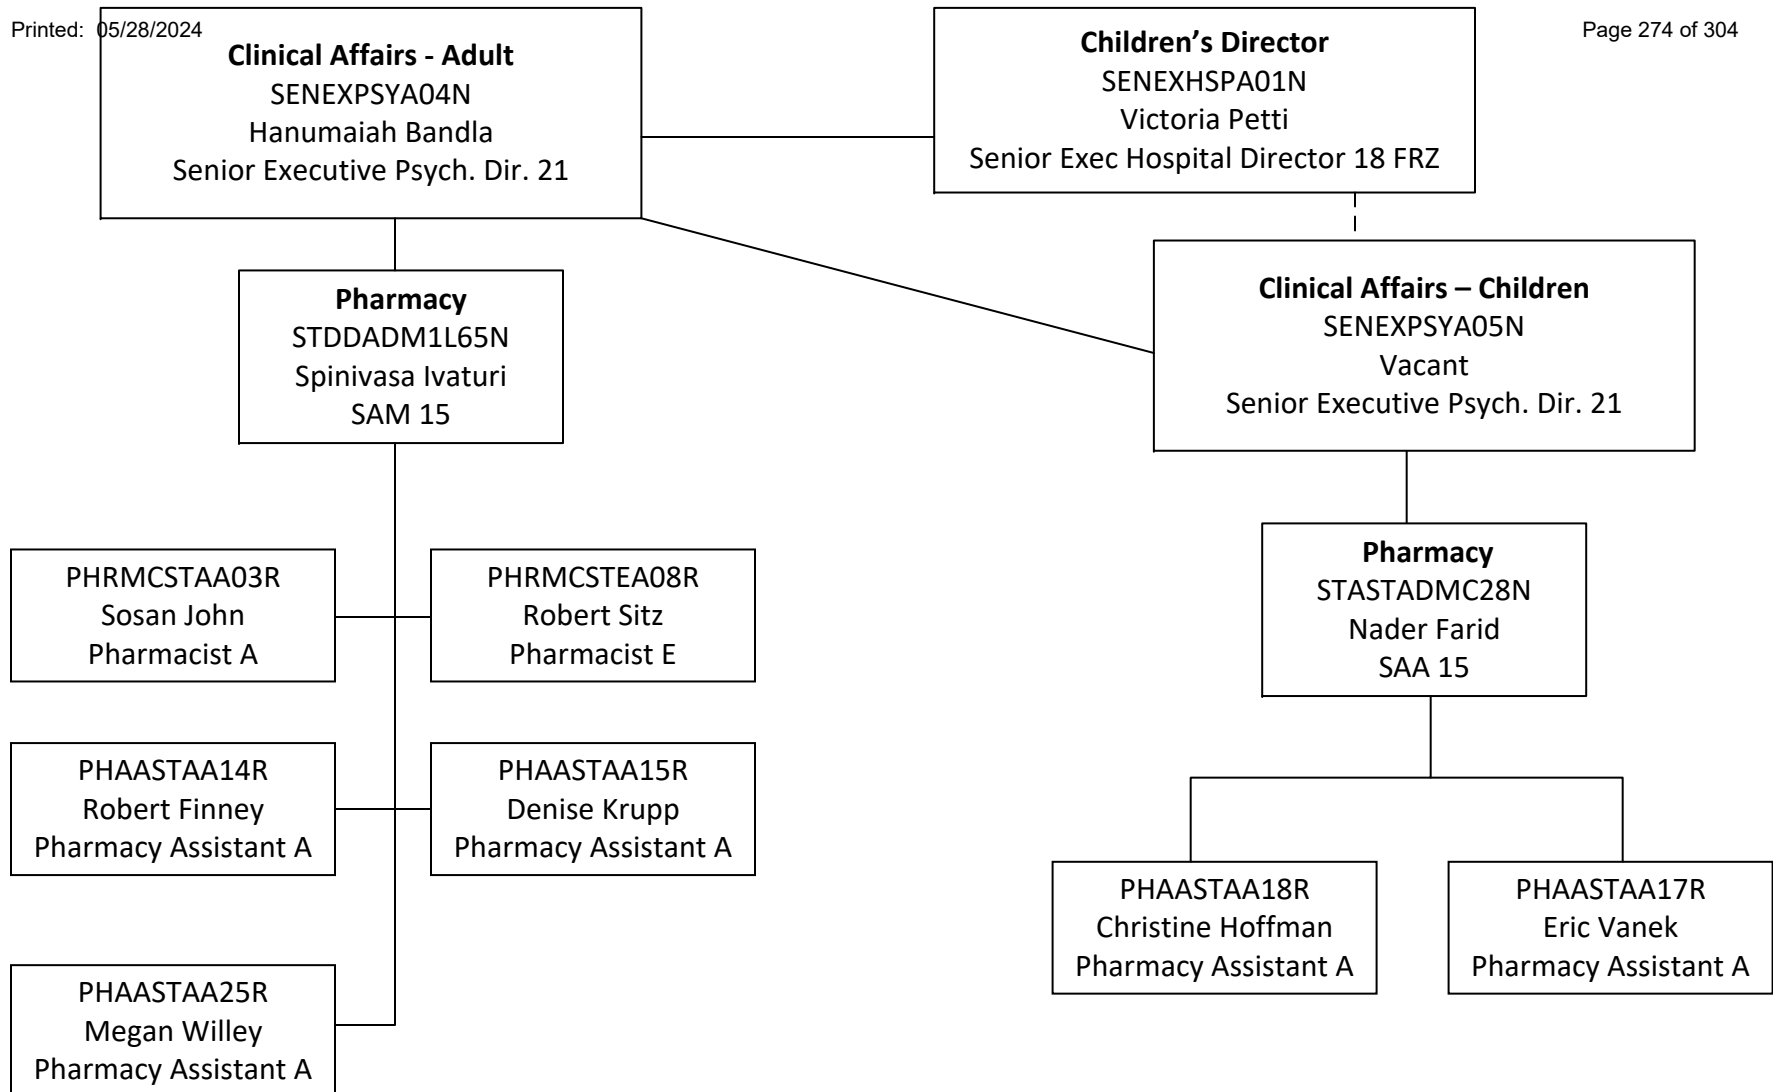 Printed: 05/28/2024
Page 274 of 304
Clinical Affairs - Adult
SENEXPSYA04N
Hanumaiah Bandla
Senior Executive Psych. Dir. 21
Children’s Director
SENEXHSPA01N
Victoria Petti
Senior Exec Hospital Director 18 FRZ
Pharmacy
STDDADM1L65N
Spinivasa Ivaturi
SAM 15
Clinical Affairs – Children
SENEXPSYA05N
Vacant
Senior Executive Psych. Dir. 21
PHRMCSTAA03R
Sosan John
Pharmacist A
PHRMCSTEA08R
Robert Sitz
Pharmacist E
Pharmacy
STASTADMC28N
Nader Farid
SAA 15
PHAASTAA14R
Robert Finney
Pharmacy Assistant A
PHAASTAA15R
Denise Krupp
Pharmacy Assistant A
PHAASTAA18R
Christine Hoffman
Pharmacy Assistant A
PHAASTAA17R
Eric Vanek
Pharmacy Assistant A
PHAASTAA25R
Megan Willey
Pharmacy Assistant A